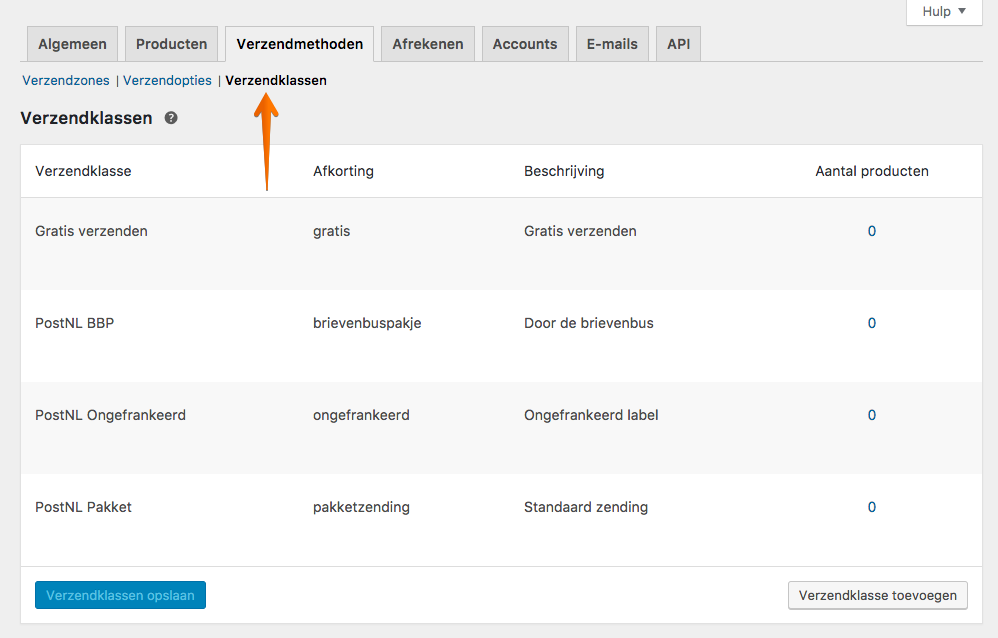 Hulp ▼
Algemeen Producten Verzendmethoden Afrekenen Accounts E-mails API
Verzendzones | Verzendopties | Verzendklassen
Verzendklassen ?
Verzendklasse Afkorting Beschrijving Aantal producten
Gratis verzenden gratis Gratis verzenden 0
PostNL BBP brievenbuspakje Door de brievenbus 0
PostNL Ongefrankeerd ongefrankeerd Ongefrankeerd label 0
PostNL Pakket pakketzending Standaard zending 0
Verzendklassen opslaan Verzendklasse toevoegen